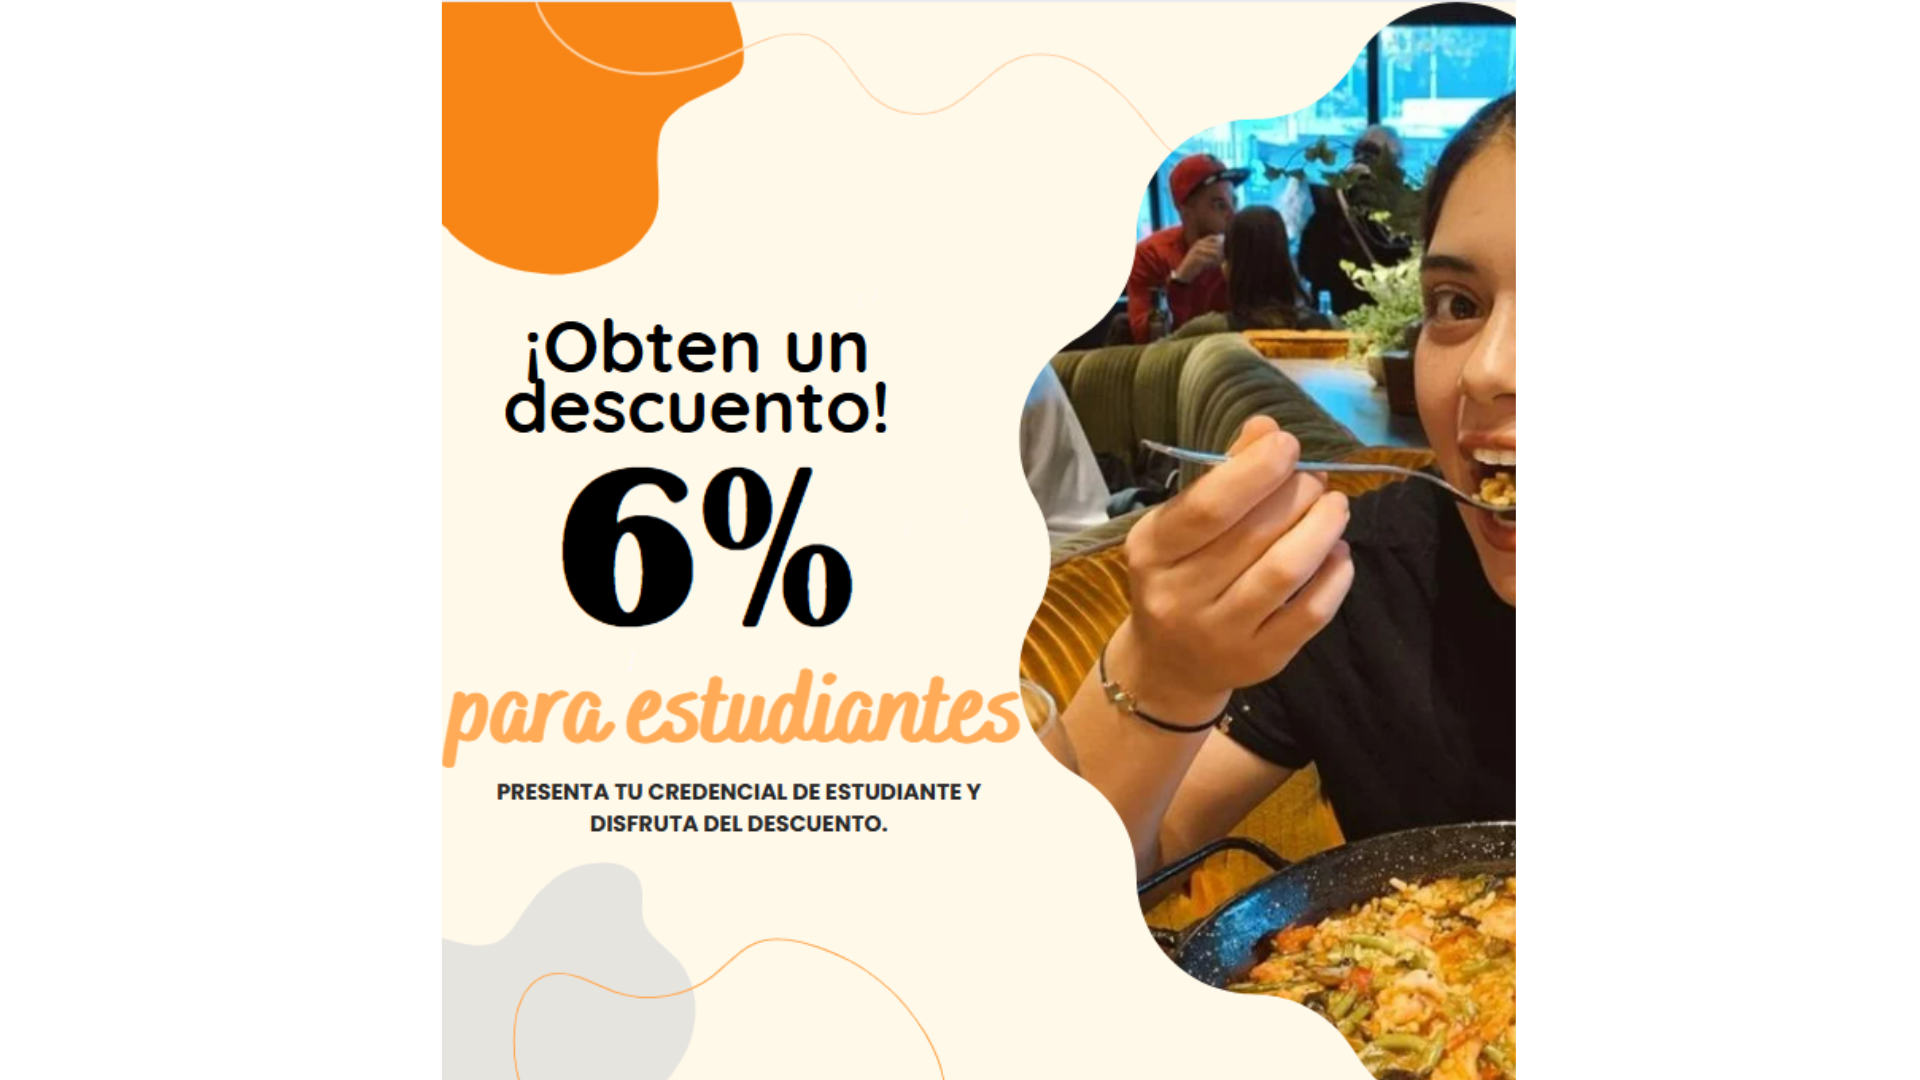 ¡Obten un
descuento!
6%
para estudiantes
PRESENTA TU CREDENCIAL DE ESTUDIANTE Y
DISFRUTA DEL DESCUENTO.